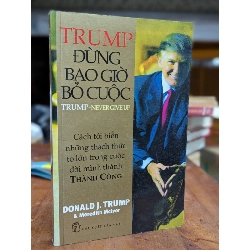 TRUMP
ĐỪNG
BAO GIỜ
BỎ CUỘC
TRUMP - NEVER GIVE UP
Cách tôi biến
những thách thức
to lớn trong cuộc
đời mình thành
THÀNH CÔNG
DONALD J. TRUMP
& Meredith McIver